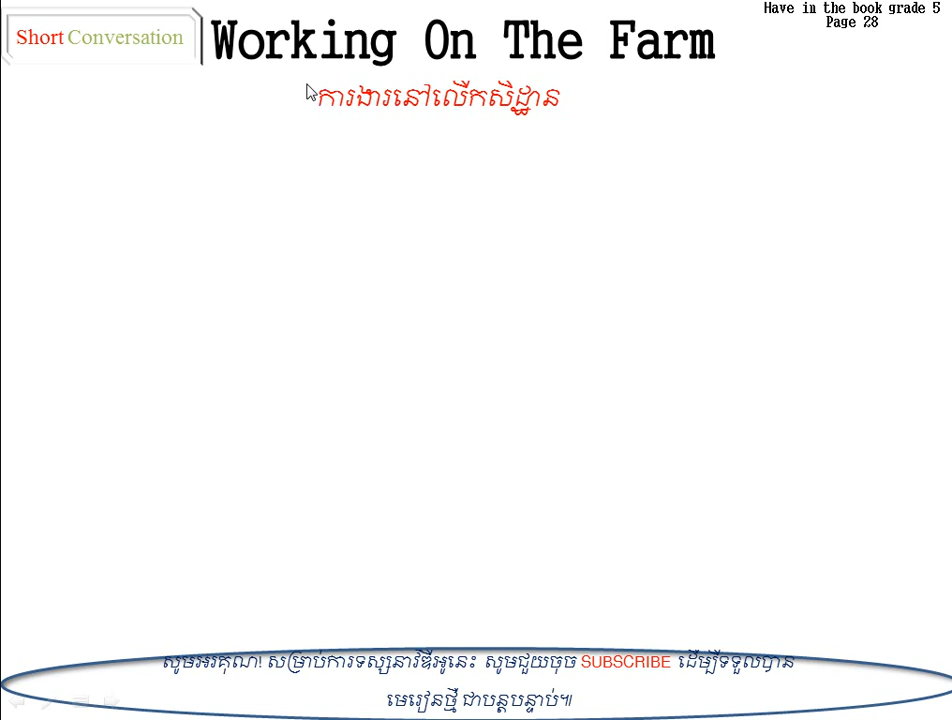 Short Conversation
Working On The Farm
Have in the book grade 5
Page 28
ការងារនៅលើកសិដ្ឋាន
សូមអរគុណ! សម្រាប់ការទស្សនាវីឌីអូនេះ សូមជួយចុច SUBSCRIBE ដើម្បីទទួលបាន
មេរៀនថ្មី ជាបន្តបន្ទាប់៕